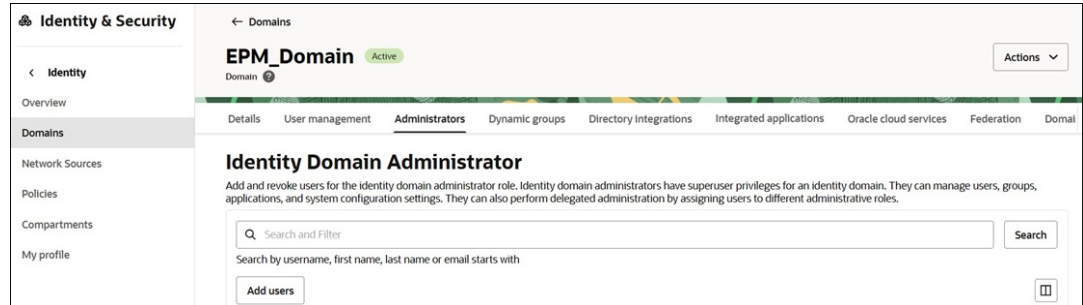 Identity & Security
< Identity
Overview
Domains
Network Sources
Policies
Compartments
My profile
← Domains
EPM_Domain Active
Domain ?
Actions
Details User management Administrators Dynamic groups Directory integrations Integrated applications Oracle cloud services Federation Domai
Identity Domain Administrator
Add and revoke users for the identity domain administrator role. Identity domain administrators have superuser privileges for an identity domain. They can manage users, groups,
applications, and system configuration settings. They can also perform delegated administration by assigning users to different administrative roles.
Search and Filter
Search
Search by username, first name, last name or email starts with
Add users